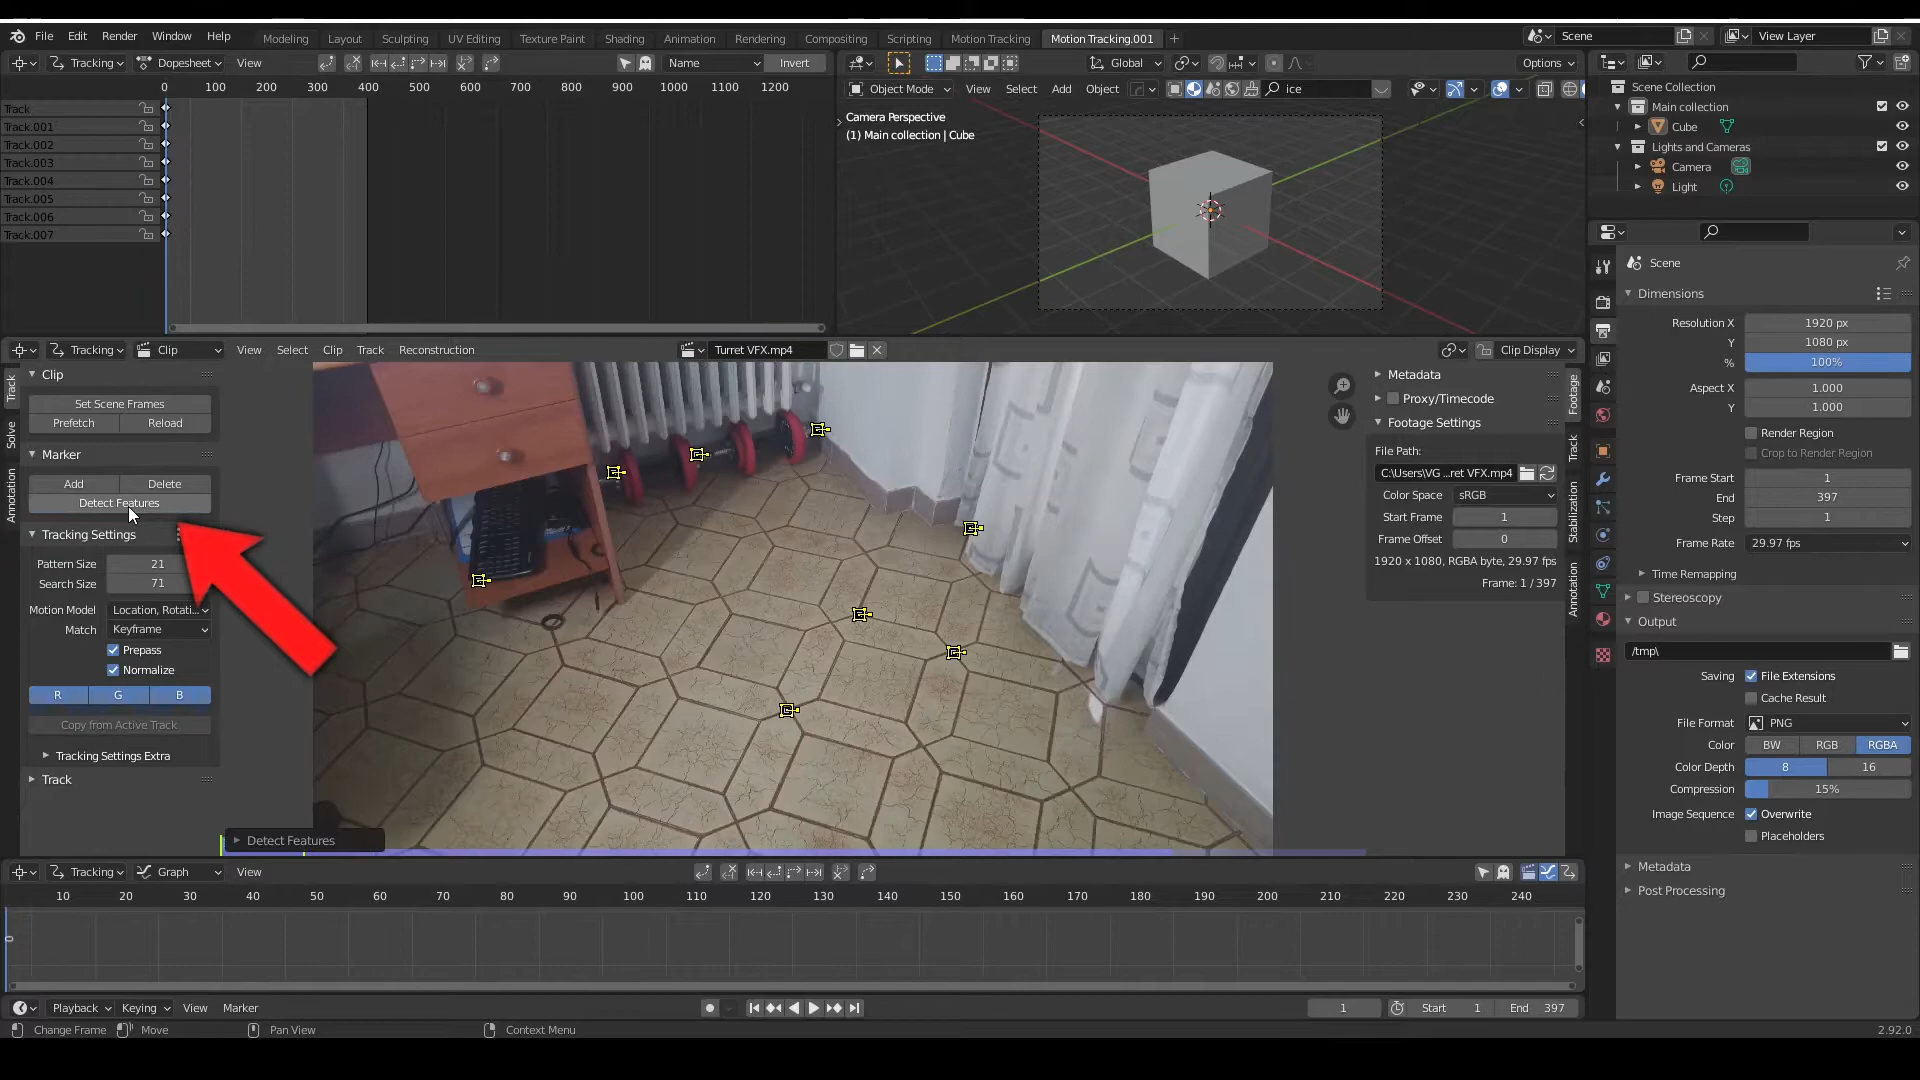 File Edit Render Window Help Modeling Layout Sculpting UV Editing Texture Paint Shading Animation Rendering Compositing Scripting Motion Tracking Motion Tracking.001 + Scene View Layer
Tracking Dopesheet View Name Invert Global Options
0 100 200 300 400 500 600 700 800 900 1000 1100 1200
Object Mode View Select Add Object ice
Track
Track.001
Track.002
Track.003
Track.004
Track.005
Track.006
Track.007
Camera Perspective
(1) Main collection | Cube
Scene Collection
Main collection
Cube
Lights and Cameras
Camera
Light
Scene
Dimensions
Resolution X 1920 px
Y 1080 px
% 100%
Aspect X 1.000
Y 1.000
Render Region
Crop to Render Region
Frame Start 1
End 397
Step 1
Frame Rate 29.97 fps
Time Remapping
Stereoscopy
Output
/tmp\
Saving File Extensions
Cache Result
File Format PNG
Color BW RGB RGBA
Color Depth 8 16
Compression 15%
Image Sequence Overwrite
Placeholders
Metadata
Post Processing
Tracking Clip View Select Clip Track Reconstruction Turret VFX.mp4 Clip Display
Track
Solve
Annotation
Clip
Set Scene Frames
Prefetch Reload
Marker
Add Delete
Detect Features
Tracking Settings
Pattern Size 21
Search Size 71
Motion Model Location, Rotati...
Match Keyframe
Prepass
Normalize
R G B
Copy from Active Track
Tracking Settings Extra
Track
Detect Features
Metadata
Proxy/Timecode
Footage Settings
File Path:
C:\Users\VG ...ret VFX.mp4
Color Space sRGB
Start Frame 1
Frame Offset 0
1920 x 1080, RGBA byte, 29.97 fps
Frame: 1 / 397
Footage
Track
Stabilization
Annotation
Tracking Graph View
10 20 30 40 50 60 70 80 90 100 110 120 130 140 150 160 170 180 190 200 210 220 230 240
0
Playback Keying View Marker 1 Start 1 End 397
Change Frame Move Pan View Context Menu 2.92.0